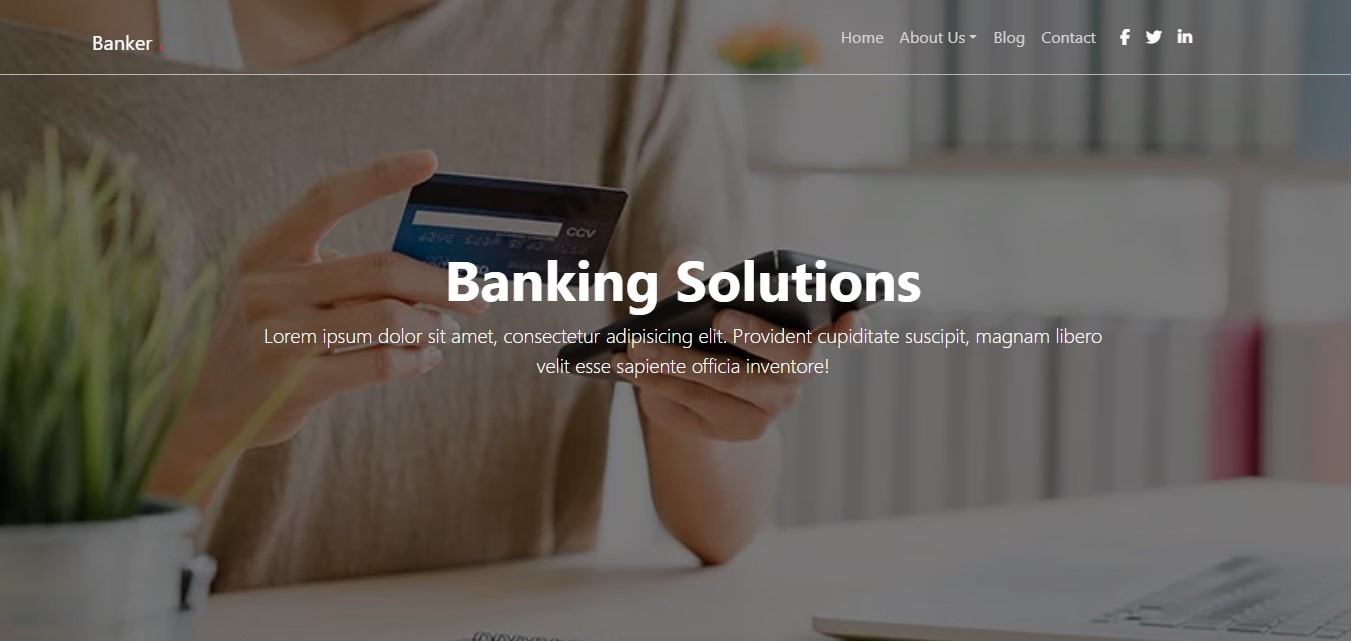 Banker .
Home About Us Blog Contact
CCV
Banking Solutions
Lorem ipsum dolor sit amet, consectetur adipisicing elit. Provident cupiditate suscipit, magnam libero
velit esse sapiente officia inventore!